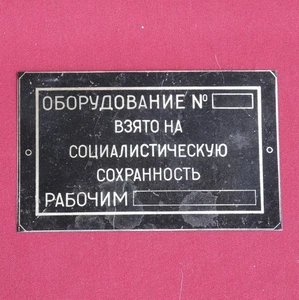 ОБОРУДОВАНИЕ №
ВЗЯТО НА
СОЦИАЛИСТИЧЕСКУЮ
СОХРАННОСТЬ
РАБОЧИМ